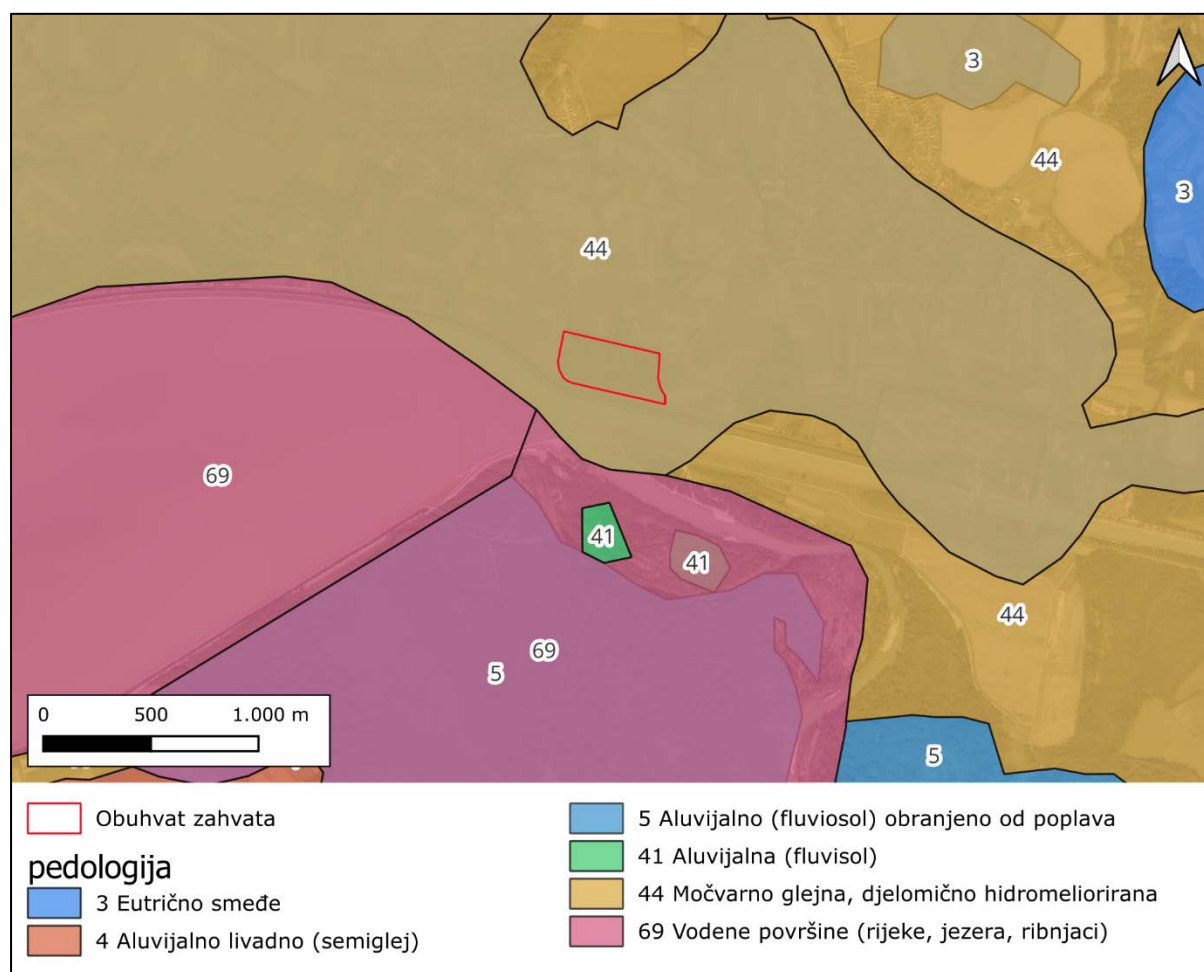 3
44
3
44
69
41
41
44
69
5
5
0 500 1.000 m
Obuhvat zahvata
pedologija
3 Eutrično smeđe
4 Aluvijalno livadno (semiglej)
5 Aluvijalno (fluviosol) obranjeno od poplava
41 Aluvijalna (fluvisol)
44 Močvarno glejna, djelomično hidromeliorirana
69 Vodene površine (rijeke, jezera, ribnjaci)